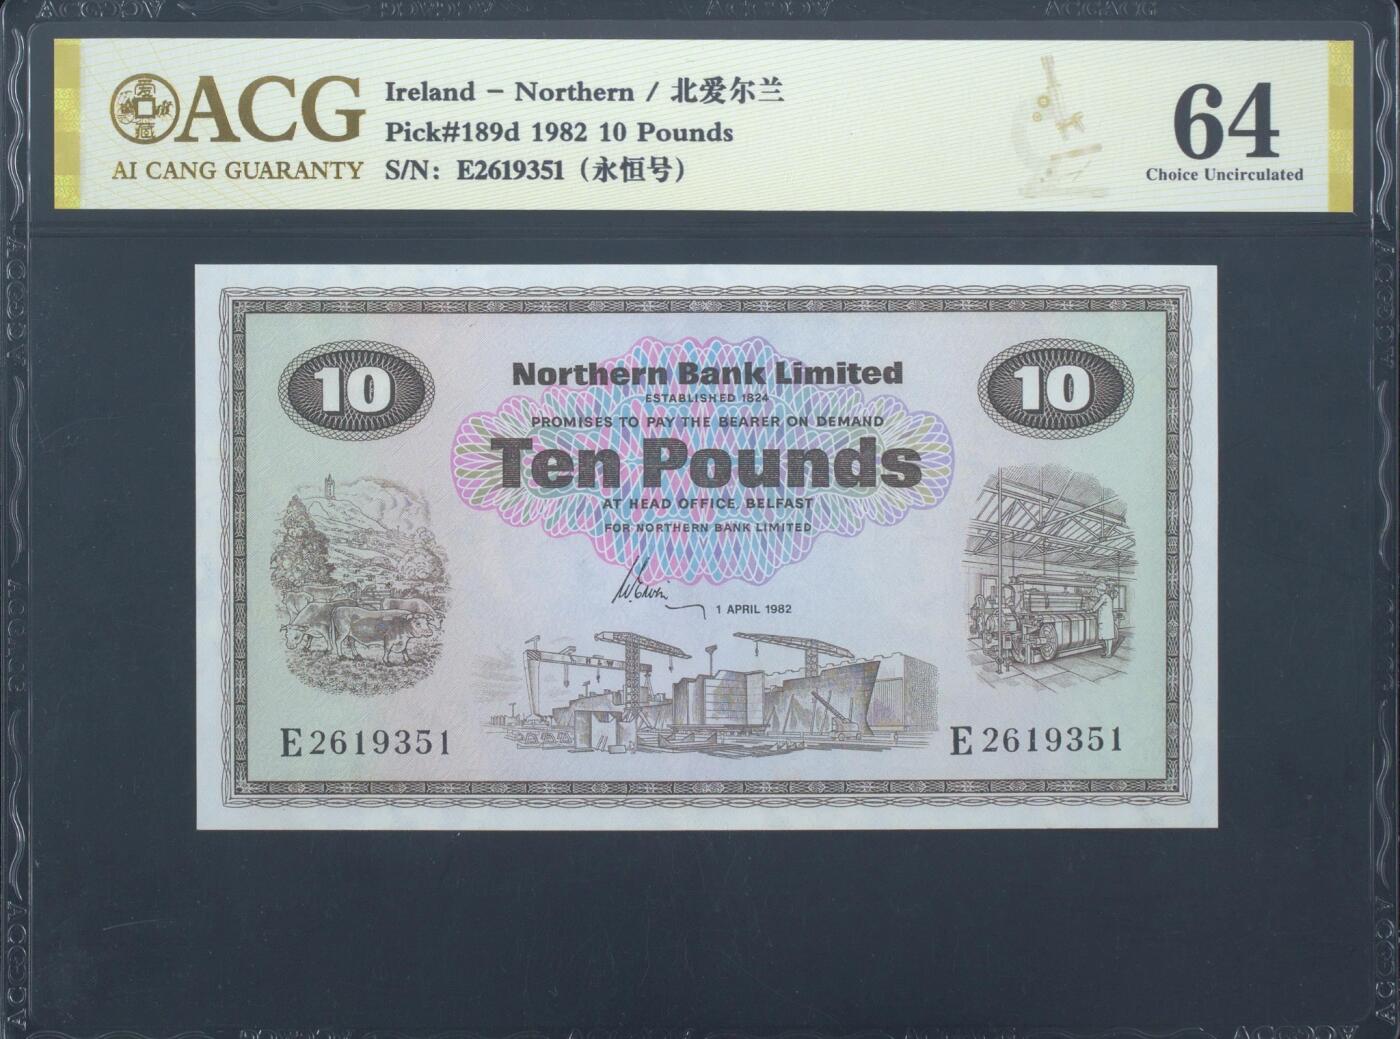 ACG
AI CANG GUARANTY
Ireland – Northern / 北爱尔兰
Pick#189d 1982 10 Pounds
S/N: E2619351（永恒号）
64
Choice Uncirculated
10
10
Northern Bank Limited
ESTABLISHED 1824
PROMISES TO PAY THE BEARER ON DEMAND
Ten Pounds
AT HEAD OFFICE, BELFAST
FOR NORTHERN BANK LIMITED
1 APRIL 1982
H&W
E2619351
E2619351